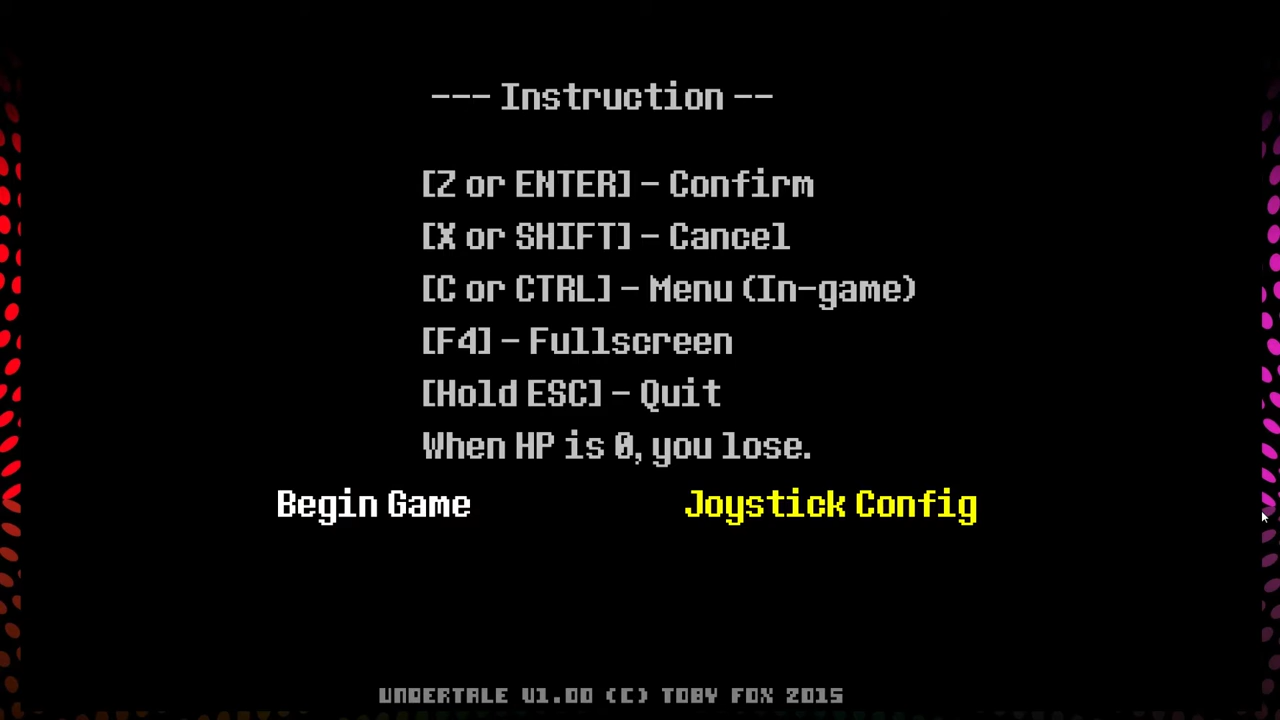 --- Instruction --
[Z or ENTER] - Confirm
[X or SHIFT] - Cancel
[C or CTRL] - Menu (In-game)
[F4] - Fullscreen
[Hold ESC] - Quit
When HP is 0, you lose.
Begin Game
Joystick Config
UNDERTALE V1.00 (C) TOBY FOX 2015